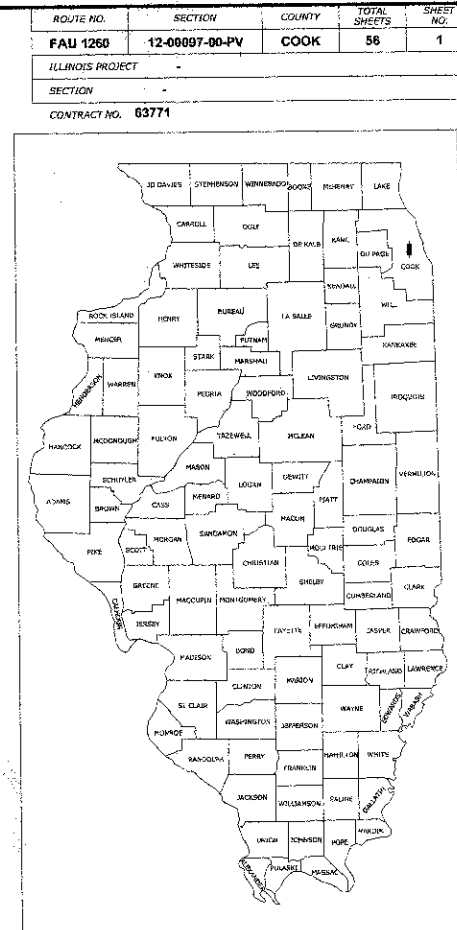 ROUTE NO. SECTION COUNTY TOTAL SHEETS SHEET NO.
FAU 1260 12-00097-00-PV COOK 56 1
ILLINOIS PROJECT -
SECTION -
CONTRACT NO. 63771
JO DAVIES STEPHENSON WINNEBAGO BOONE McHENRY LAKE
CARROLL OGLE DE KALB KANE DU PAGE COOK
WHITESIDE LEE KENDALL WILL
ROCK ISLAND HENRY BUREAU LA SALLE GRUNDY
MERCER PUTNAM KANKAKEE
HENDERSON WARREN KNOX STARK MARSHALL LIVINGSTON
PEORIA WOODFORD IROQUOIS
HANCOCK McDONOUGH FULTON TAZEWELL McLEAN FORD
MASON
SCHUYLER LOGAN DEWITT CHAMPAIGN VERMILION
ADAMS BROWN CASS MENARD PIATT
MACON
PIKE SCOTT MORGAN SANGAMON MOULTRIE DOUGLAS EDGAR
CHRISTIAN COLES
GREENE SHELBY CLARK
CALHOUN JERSEY MACOUPIN MONTGOMERY CUMBERLAND
FAYETTE EFFINGHAM JASPER CRAWFORD
MADISON BOND CLAY RICHLAND LAWRENCE
CLINTON MARION
ST. CLAIR WAYNE EDWARDS WABASH
MONROE WASHINGTON JEFFERSON
RANDOLPH PERRY HAMILTON WHITE
FRANKLIN
JACKSON WILLIAMSON SALINE GALLATIN
UNION JOHNSON POPE HARDIN
ALEXANDER PULASKI MASSAC